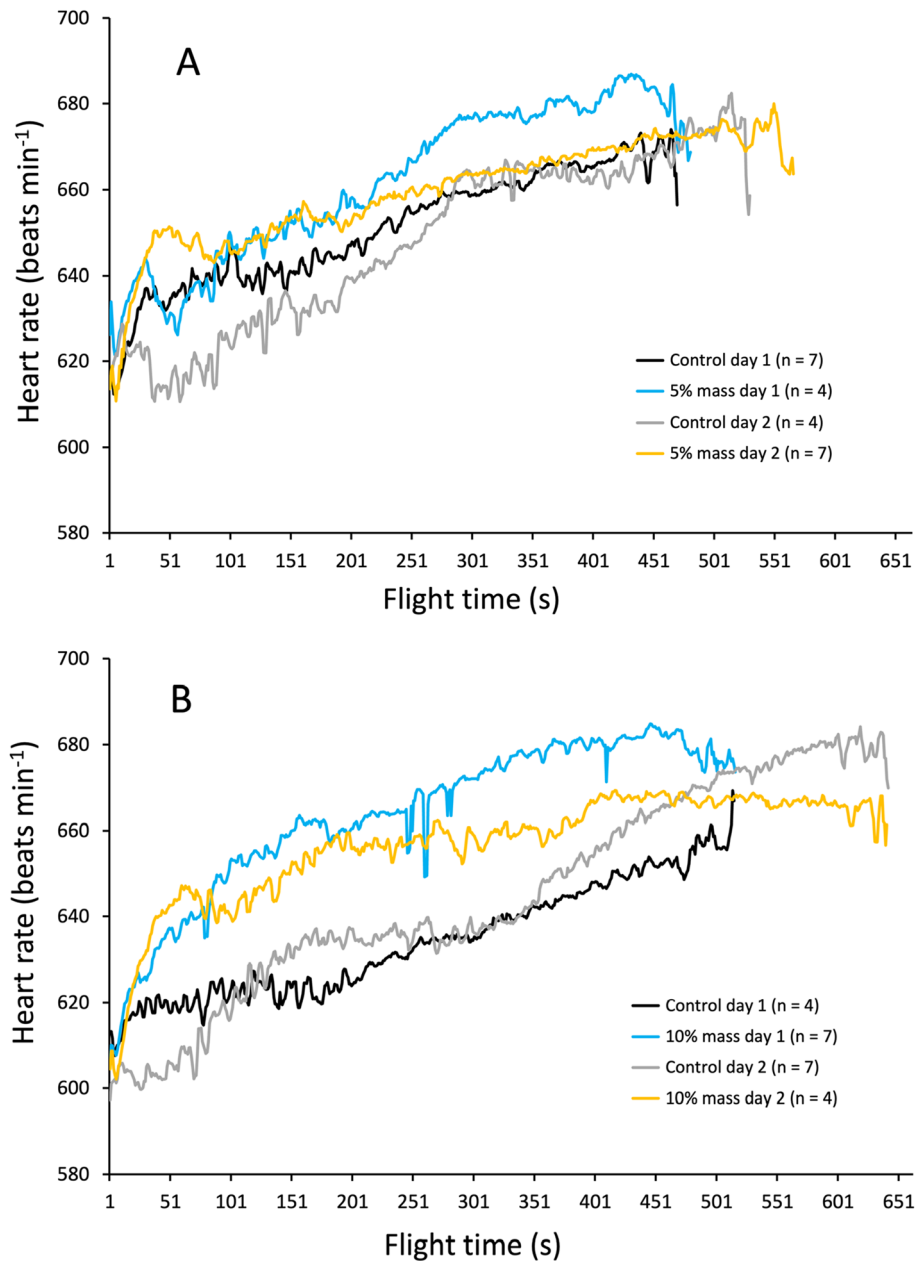 A
700
680
660
640
620
600
580
Heart rate (beats min⁻¹)
Control day 1 (n = 7)
5% mass day 1 (n = 4)
Control day 2 (n = 4)
5% mass day 2 (n = 7)
1 51 101 151 201 251 301 351 401 451 501 551 601 651
Flight time (s)
B
700
680
660
640
620
600
580
Heart rate (beats min⁻¹)
Control day 1 (n = 4)
10% mass day 1 (n = 7)
Control day 2 (n = 7)
10% mass day 2 (n = 4)
1 51 101 151 201 251 301 351 401 451 501 551 601 651
Flight time (s)